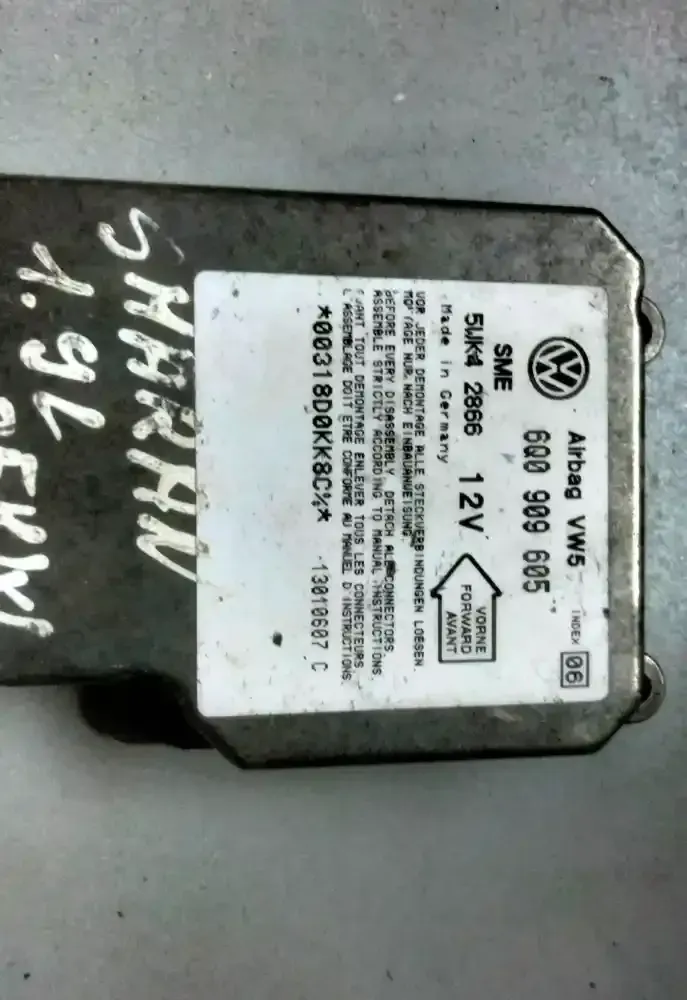 Airbag VW5
INDEX 06
6Q0 909 605
SME
5WK4 2866 12V
VORNE
FORWARD
AVANT
Made in Germany
VOR JEDER DEMONTAGE ALLE STECKVERBINDUNGEN LOESEN.
MONTAGE NUR NACH EINBAUANWEISUNG.
BEFORE EVERY DISASSEMBLY DETACH ALL CONNECTORS.
ASSEMBLE STRICTLY ACCORDING TO MANUAL INSTRUCTIONS.
AVANT TOUT DEMONTAGE ENLEVER TOUS LES CONNECTEURS.
L'ASSEMBLAGE DOIT ETRE CONFORME AU MANUEL D'INSTRUCTIONS.
*00318D0KK8C%* 13010607 C
SHARAN
1.9L